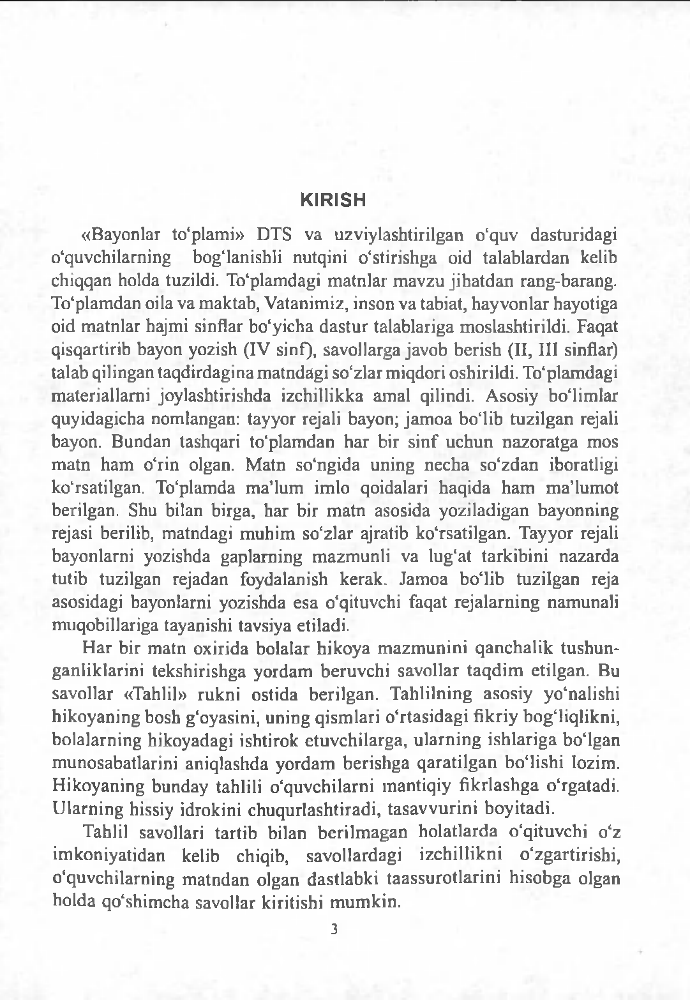 KIRISH
«Bayonlar to‘plami» DTS va uzviylashtirilgan o‘quv dasturidagi
o‘quvchilarning bog‘lanishli nutqini o‘stirishga oid talablardan kelib
chiqqan holda tuzildi. To‘plamdagi matnlar mavzu jihatdan rang-barang.
To‘plamdan oila va maktab, Vatanimiz, inson va tabiat, hayvonlar hayotiga
oid matnlar hajmi sinflar bo‘yicha dastur talablariga moslashtirildi. Faqat
qisqartirib bayon yozish (IV sinf), savollarga javob berish (II, III sinflar)
talab qilingan taqdirdagina matndagi so‘zlar miqdori oshirildi. To‘plamdagi
materiallarni joylashtirishda izchillikka amal qilindi. Asosiy bo‘limlar
quyidagicha nomlangan: tayyor rejali bayon; jamoa bo‘lib tuzilgan rejali
bayon. Bundan tashqari to‘plamdan har bir sinf uchun nazoratga mos
matn ham o‘rin olgan. Matn so‘ngida uning necha so‘zdan iboratligi
ko‘rsatilgan. To‘plamda ma’lum imlo qoidalari haqida ham ma’lumot
berilgan. Shu bilan birga, har bir matn asosida yoziladigan bayonning
rejasi berilib, matndagi muhim so‘zlar ajratib ko‘rsatilgan. Tayyor rejali
bayonlarni yozishda gaplarning mazmunli va lug‘at tarkibini nazarda
tutib tuzilgan rejadan foydalanish kerak. Jamoa bo‘lib tuzilgan reja
asosidagi bayonlarni yozishda esa o‘qituvchi faqat rejalarning namunali
muqobillariga tayanishi tavsiya etiladi.
Har bir matn oxirida bolalar hikoya mazmunini qanchalik tushun-
ganliklarini tekshirishga yordam beruvchi savollar taqdim etilgan. Bu
savollar «Tahlil» rukni ostida berilgan. Tahlilning asosiy yo‘nalishi
hikoyaning bosh g‘oyasini, uning qismlari o‘rtasidagi fikriy bog‘liqlikni,
bolalarning hikoyadagi ishtirok etuvchilarga, ularning ishlariga bo‘lgan
munosabatlarini aniqlashda yordam berishga qaratilgan bo‘lishi lozim.
Hikoyaning bunday tahlili o‘quvchilarni mantiqiy fikrlashga o‘rgatadi.
Ularning hissiy idrokini chuqurlashtiradi, tasavvurini boyitadi.
Tahlil savollari tartib bilan berilmagan holatlarda o‘qituvchi o‘z
imkoniyatidan kelib chiqib, savollardagi izchillikni o‘zgartirishi,
o‘quvchilarning matndan olgan dastlabki taassurotlarini hisobga olgan
holda qo‘shimcha savollar kiritishi mumkin.
3